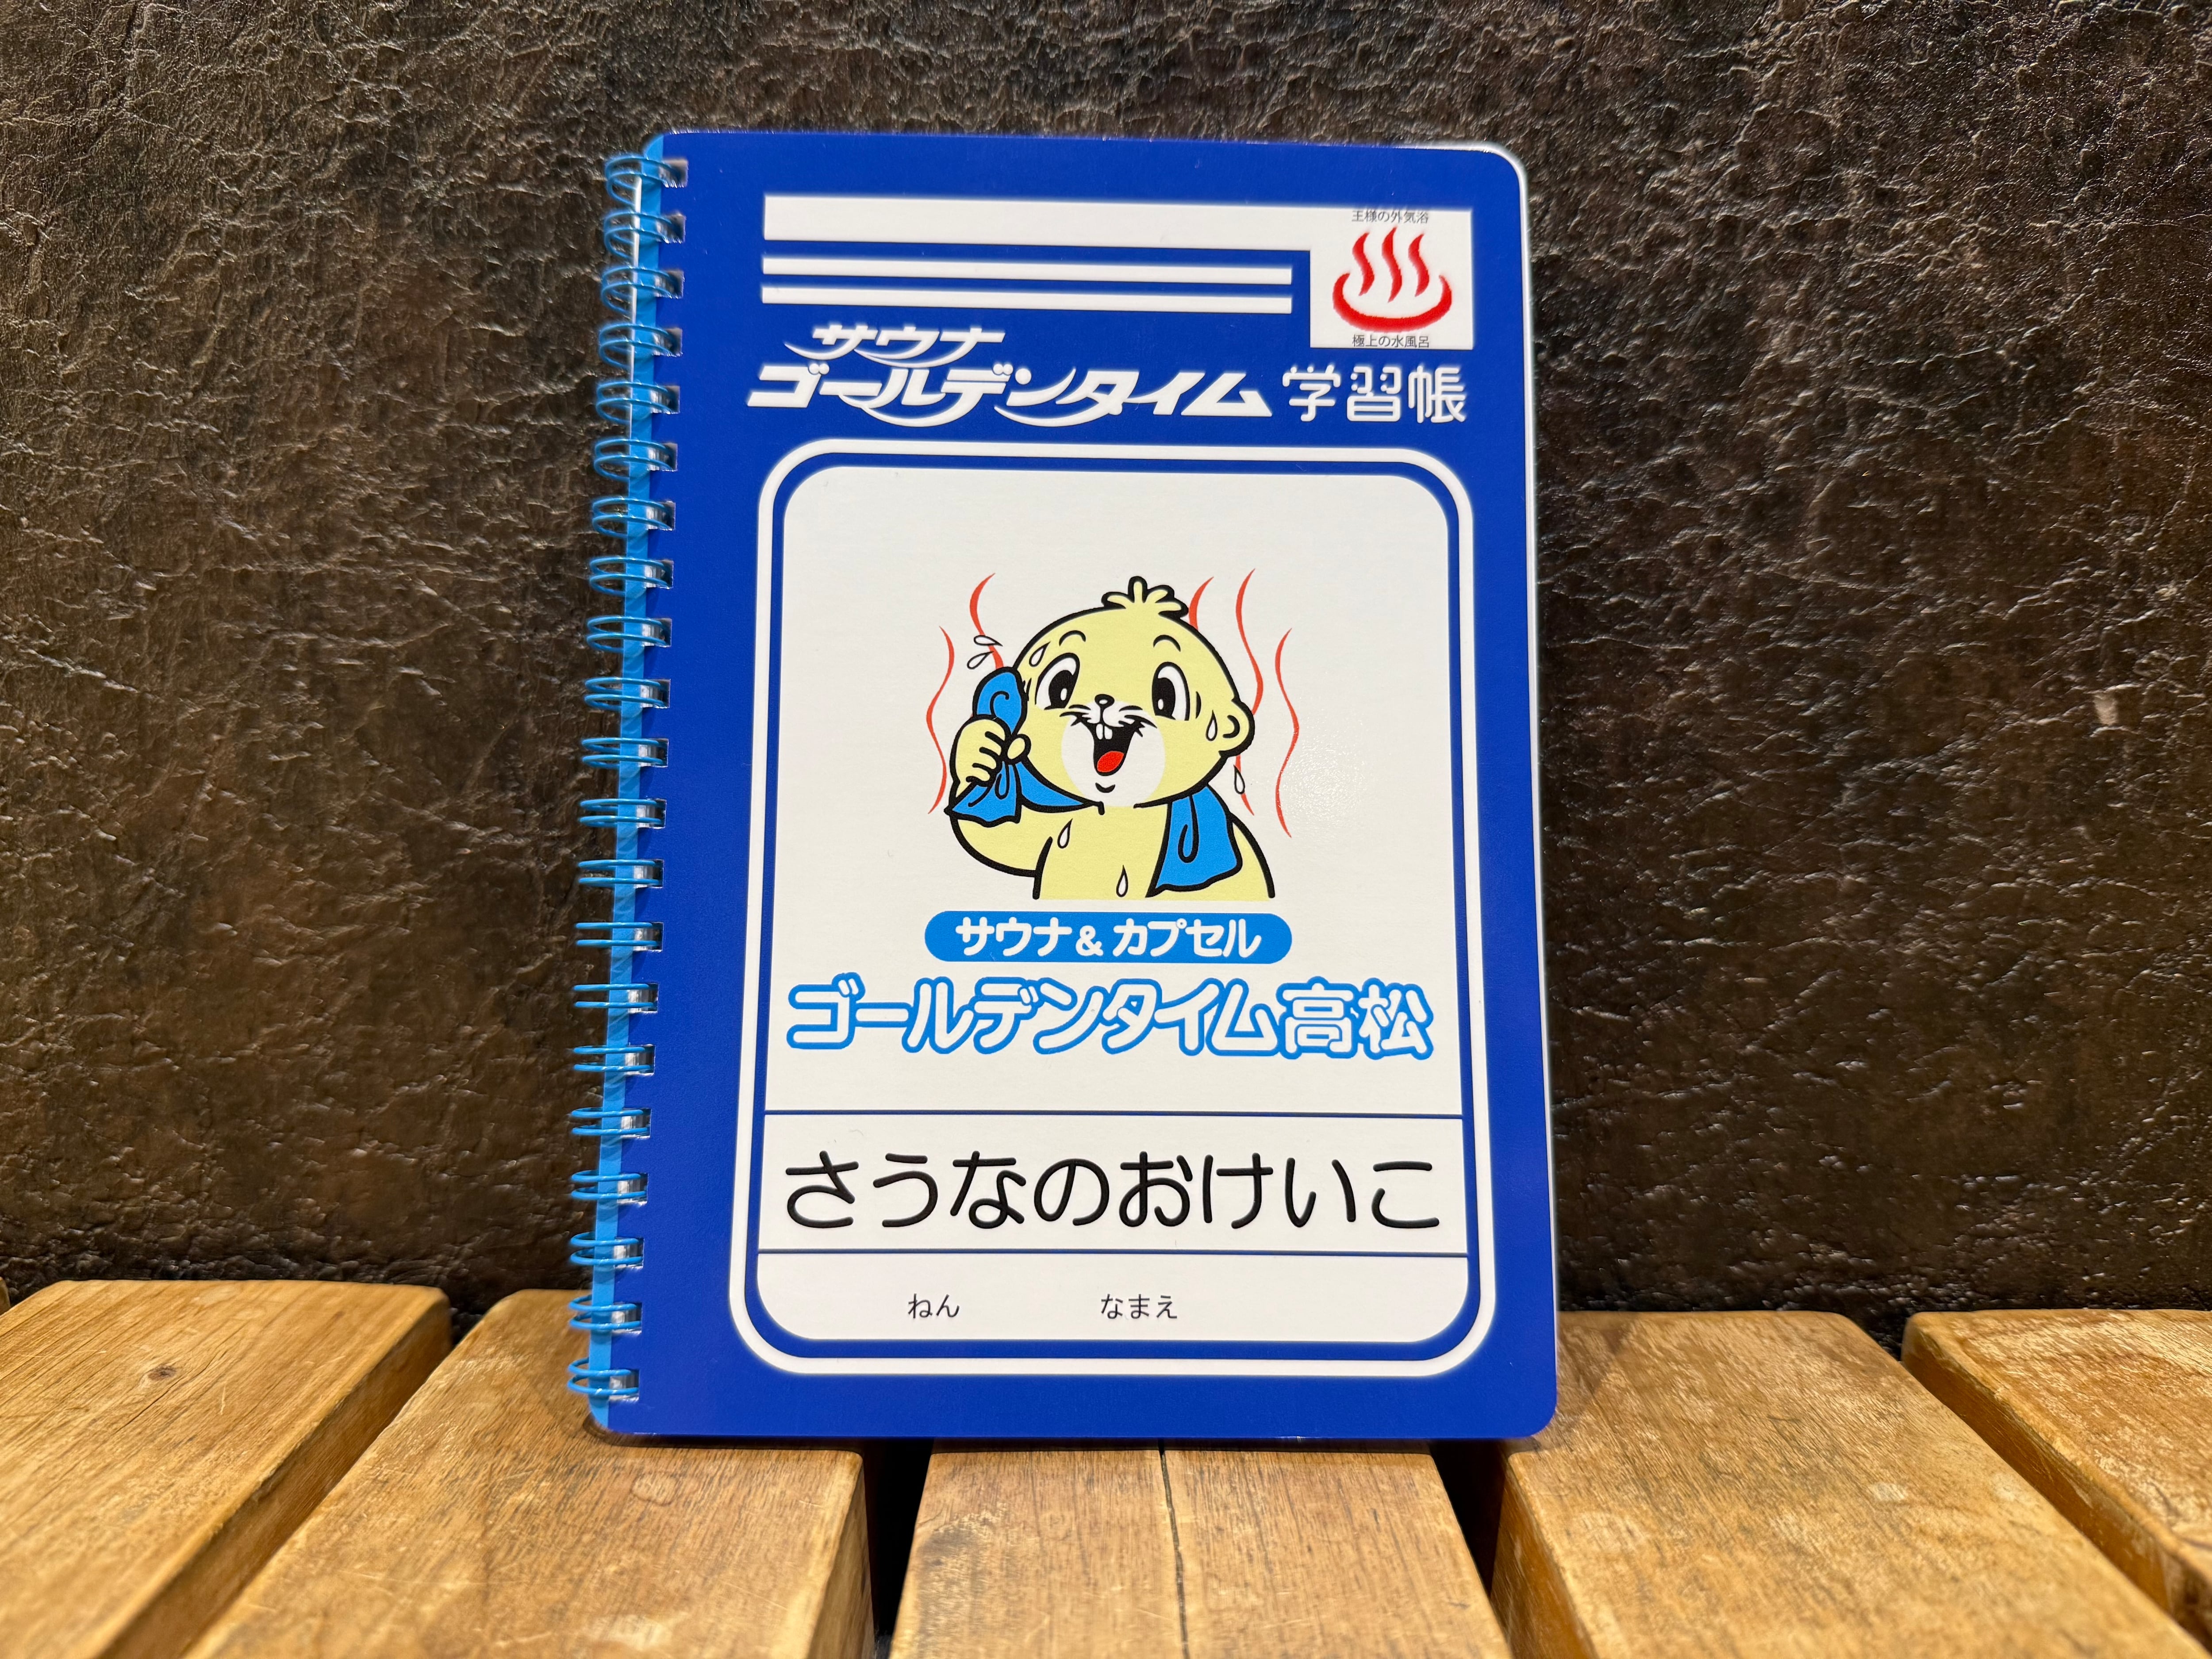 王様の外気浴
極上の水風呂
サウナ
ゴールデンタイム学習帳
サウナ&カプセル
ゴールデンタイム高松
さうなのおけいこ
ねん なまえ